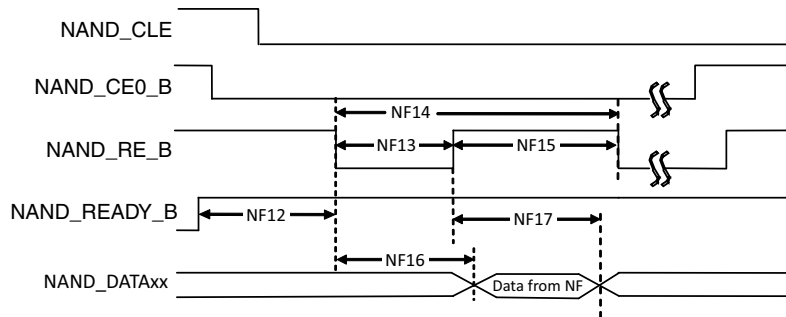 NAND_CLE
NAND_CE0_B
NF14
NAND_RE_B
NF13
NF15
NAND_READY_B
NF12
NF17
NF16
NAND_DATAxx
Data from NF